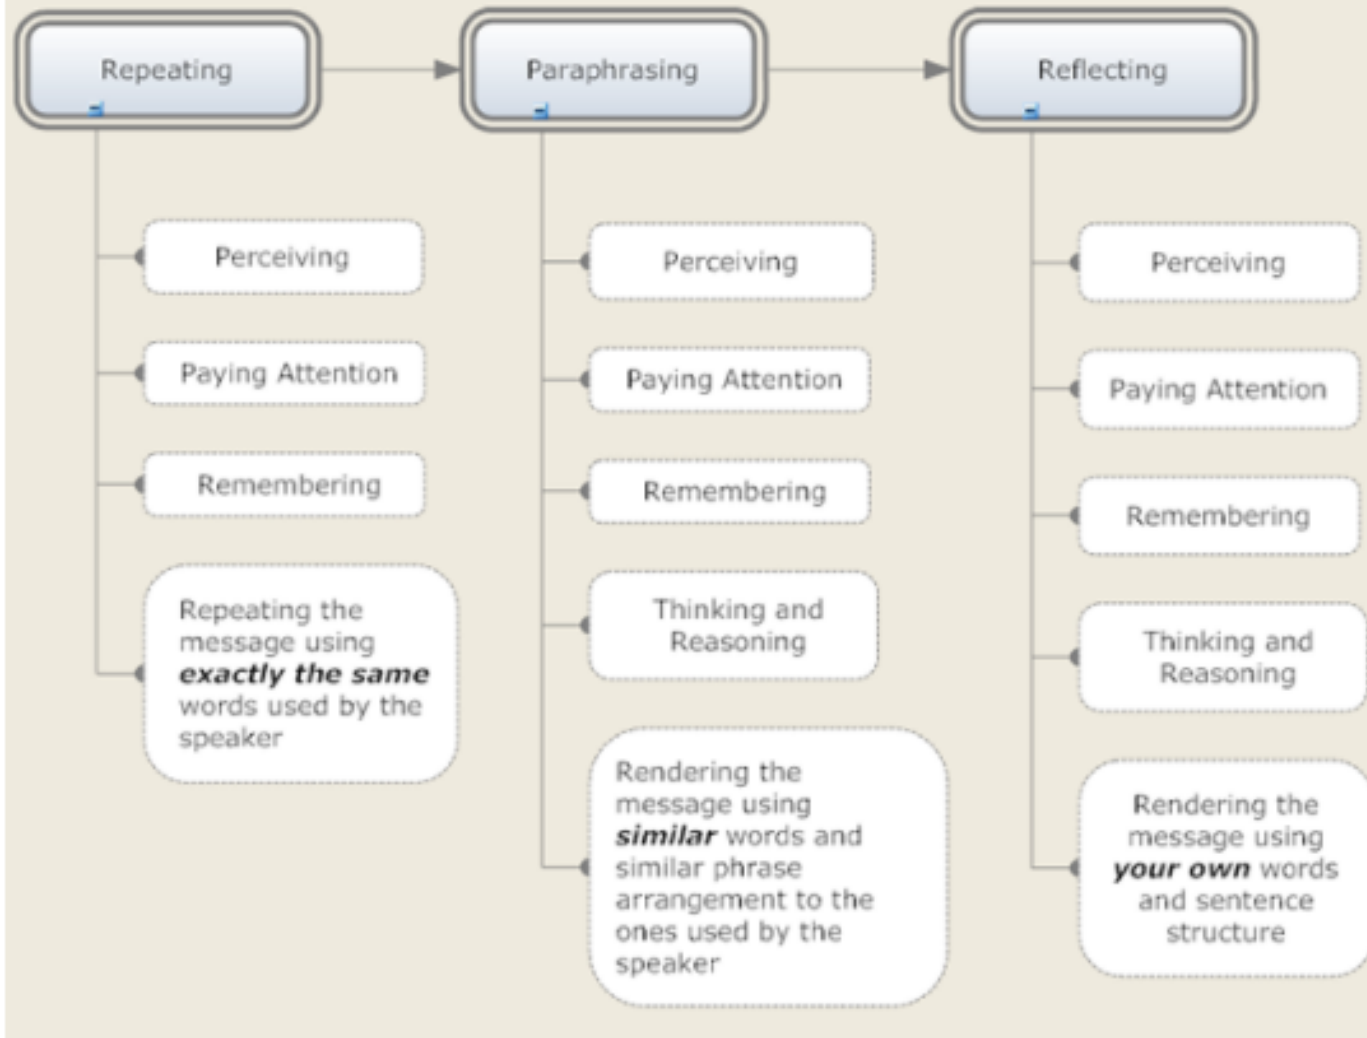 Repeating
Paraphrasing
Reflecting
Perceiving
Paying Attention
Remembering
Repeating the
message using
exactly the same
words used by the
speaker
Perceiving
Paying Attention
Remembering
Thinking and
Reasoning
Rendering the
message using
similar words and
similar phrase
arrangement to the
ones used by the
speaker
Perceiving
Paying Attention
Remembering
Thinking and
Reasoning
Rendering the
message using
your own words
and sentence
structure